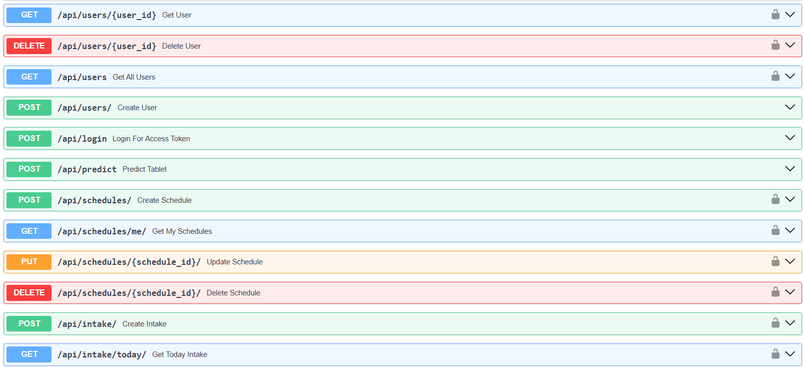 GET /api/users/{user_id} Get User
DELETE /api/users/{user_id} Delete User
GET /api/users Get All Users
POST /api/users/ Create User
POST /api/login Login For Access Token
POST /api/predict Predict Tablet
POST /api/schedules/ Create Schedule
GET /api/schedules/me/ Get My Schedules
PUT /api/schedules/{schedule_id}/ Update Schedule
DELETE /api/schedules/{schedule_id}/ Delete Schedule
POST /api/intake/ Create Intake
GET /api/intake/today/ Get Today Intake